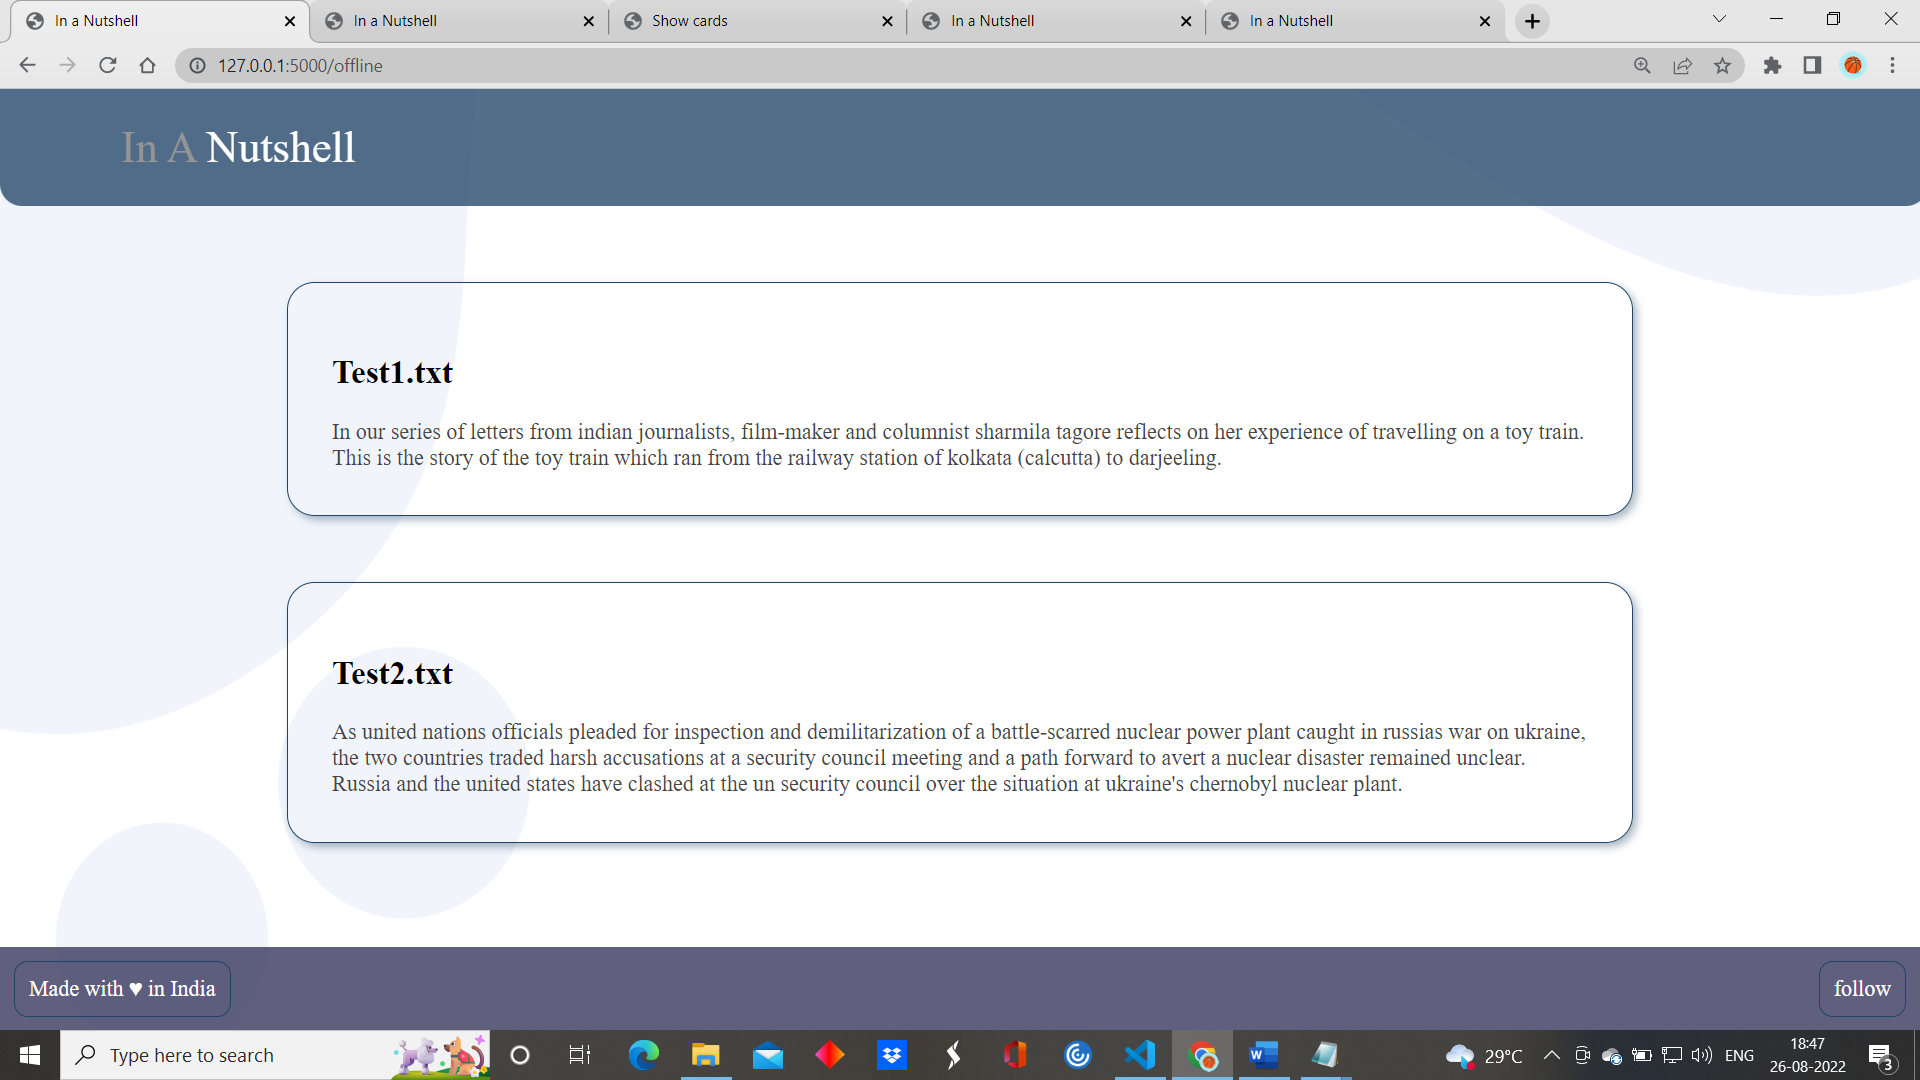 In a Nutshell
In a Nutshell
Show cards
In a Nutshell
In a Nutshell
127.0.0.1:5000/offline
In A Nutshell
Test1.txt
In our series of letters from indian journalists, film-maker and columnist sharmila tagore reflects on her experience of travelling on a toy train.
This is the story of the toy train which ran from the railway station of kolkata (calcutta) to darjeeling.
Test2.txt
As united nations officials pleaded for inspection and demilitarization of a battle-scarred nuclear power plant caught in russias war on ukraine,
the two countries traded harsh accusations at a security council meeting and a path forward to avert a nuclear disaster remained unclear.
Russia and the united states have clashed at the un security council over the situation at ukraine's chernobyl nuclear plant.
Made with ♥ in India
follow
Type here to search
29°C
ENG
18:47
26-08-2022
3